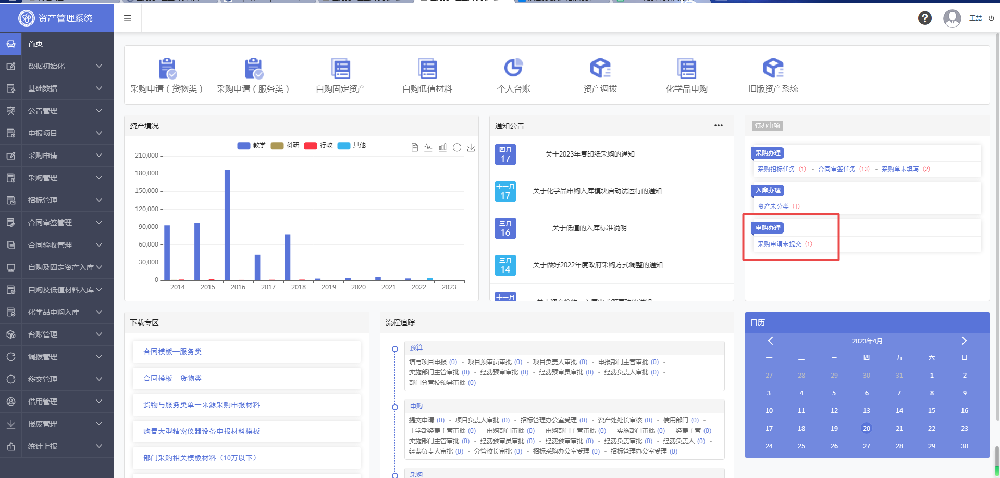 资产管理系统
王喆
首页
数据初始化
基础数据
公告管理
申报项目
采购申请
采购管理
招标管理
合同审签管理
合同验收管理
自购及固定资产入库
自购及低值材料入库
化学品申购入库
台账管理
调拨管理
移交管理
借用管理
报废管理
统计上报
采购申请（货物类）
采购申请（服务类）
自购固定资产
自购低值材料
个人台账
资产调拨
化学品申购
旧版资产系统
资产境况
教学 科研 行政 其他
210,000
180,000
150,000
120,000
90,000
60,000
30,000
0
2014 2015 2016 2017 2018 2019 2020 2021 2022 2023
通知公告
四月
17
关于2023年复印纸采购的通知
十一月
17
关于化学品申购入库模块启动试运行的通知
三月
16
关于低值的入库标准说明
三月
14
关于做好2022年度政府采购方式调整的通知
十一月
待办事项
采购办理
采购招标任务（1） - 合同审签任务（13） - 采购单未填写（2）
入库办理
资产未分类（1）
申购办理
采购申请未提交（1）
下载专区
合同模板—服务类
合同模板—货物类
货物与服务类单一来源采购申报材料
购置大型精密仪器设备申报材料模板
部门采购相关模板材料（10万以下）
流程追踪
预算
填写项目申报 (0) - 项目预审员审批 (0) - 项目负责人审批 (0) - 申报部门主管审批 (0) -
实施部门主管审批 (0) - 经费预审审批 (0) - 经费预审员审批 (0) - 经费负责人审批 (0) -
部门分管校领导审批 (0)
申购
提交申请 (0) - 项目负责人审批 (0) - 招标管理办公室受理 (0) - 资产处处长审核 (0) - 使用部门 (0) -
工学部经费主管审批 (0) - 申购部门审批 (0) - 申购部门主管审批 (0) - 实施部门审批 (0) - 经费主管 (0) -
实施部门主管审批 (0) - 经费预审员审批 (0) - 经费预审审批 (0) - 经费负责审批 (0) - 经费负责人 (0) -
经费负责人审批 (0) - 分管校长审批 (0) - 招标采购办公室受理 (0) - 招标管理办公室受理 (0)
采购
日历
2023年4月
一 二 三 四 五 六 日
27 28 29 30 31 1 2
3 4 5 6 7 8 9
10 11 12 13 14 15 16
17 18 19 20 21 22 23
24 25 26 27 28 29 30